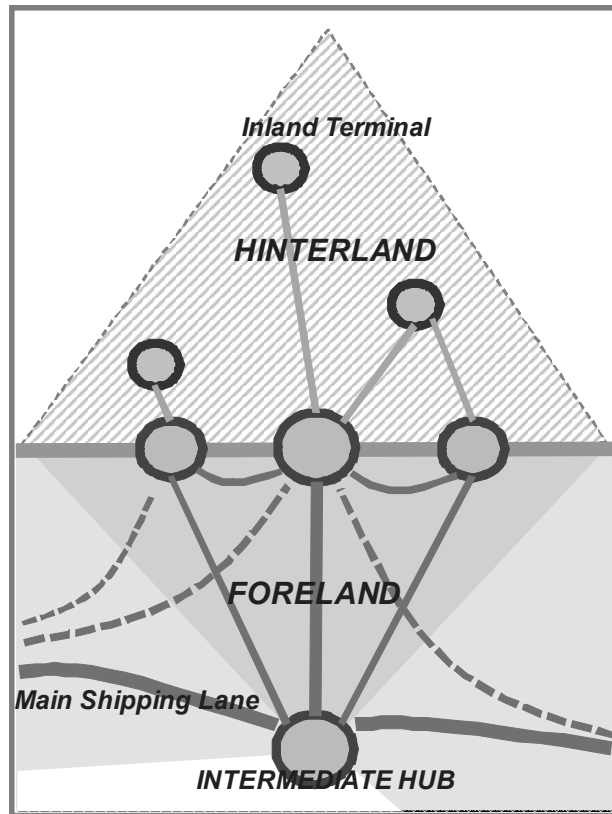 Inland Terminal
HINTERLAND
FORELAND
Main Shipping Lane
INTERMEDIATE HUB